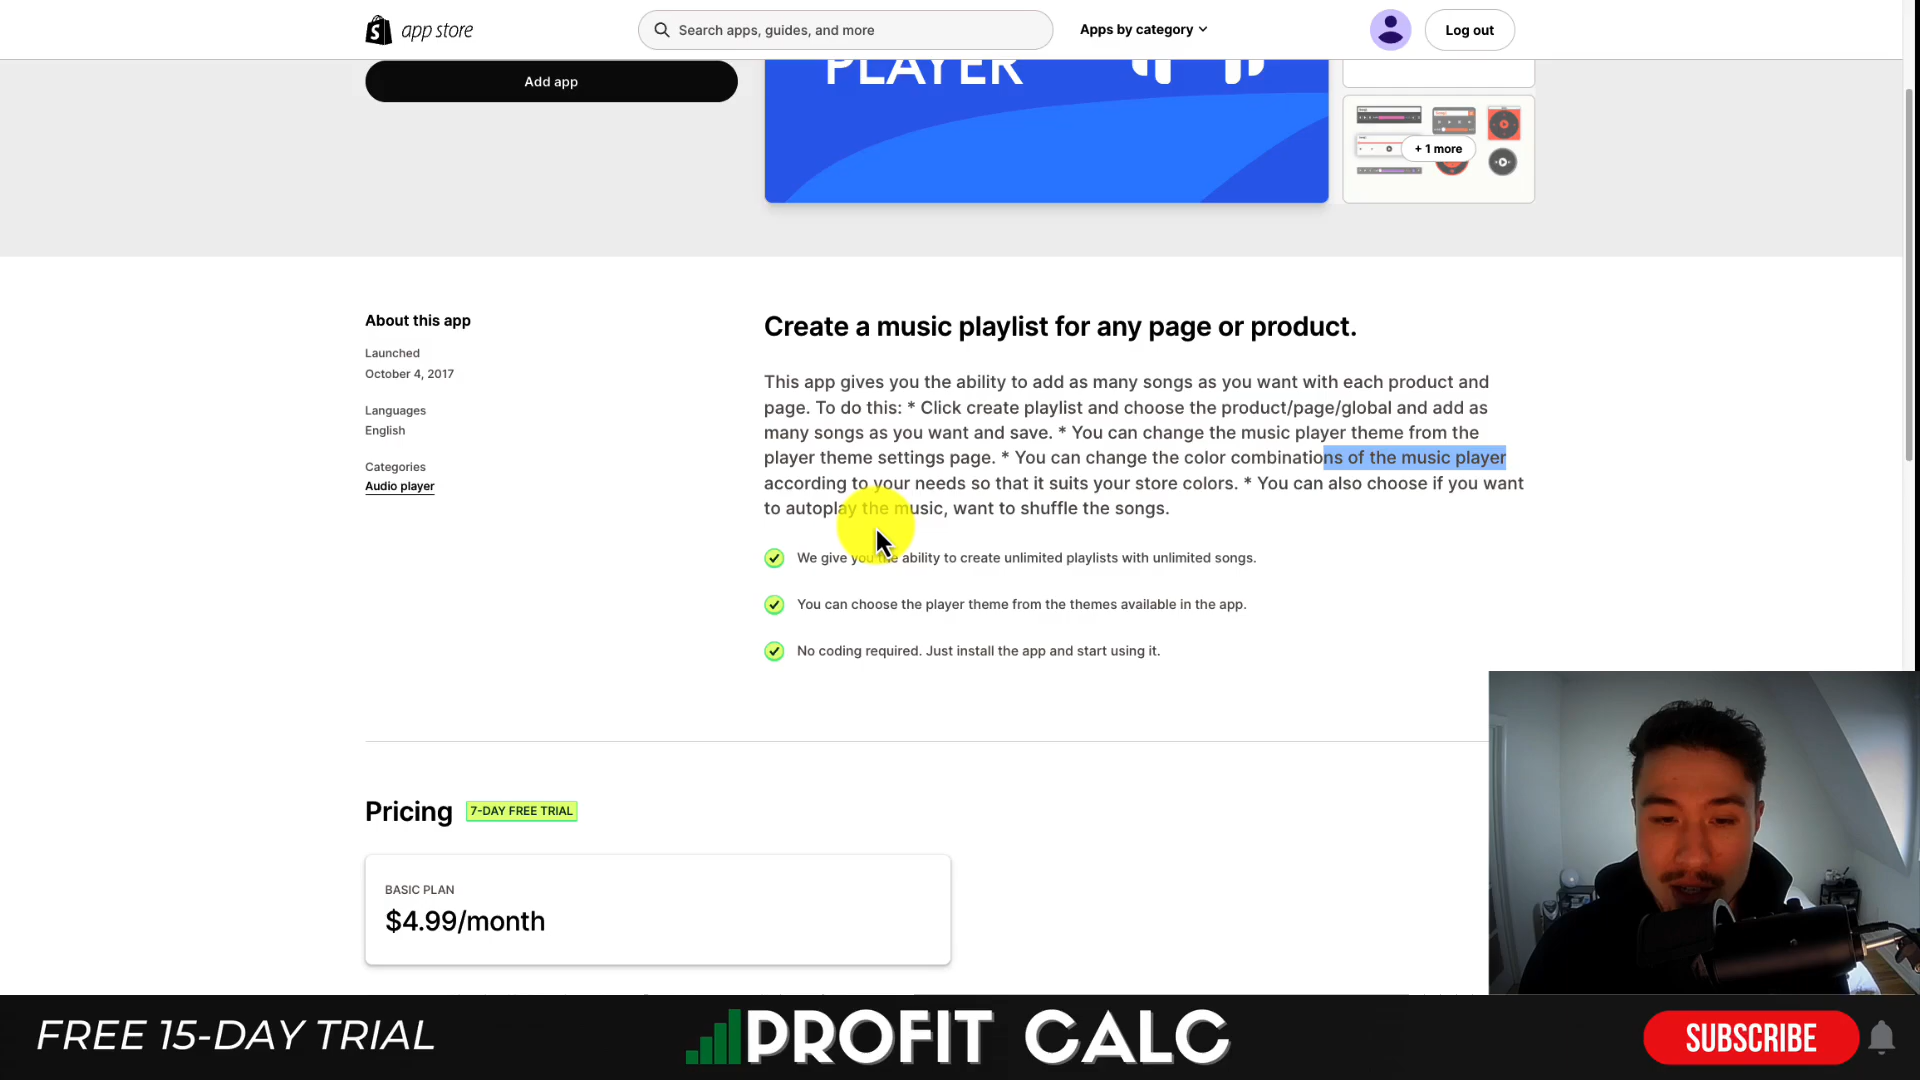 app store
Search apps, guides, and more
Apps by category
Log out
Add app
PLAYER
+ 1 more
About this app
Launched
October 4, 2017
Languages
English
Categories
Audio player
Create a music playlist for any page or product.
This app gives you the ability to add as many songs as you want with each product and
page. To do this: * Click create playlist and choose the product/page/global and add as
many songs as you want and save. * You can change the music player theme from the
player theme settings page. * You can change the color combinations of the music player
according to your needs so that it suits your store colors. * You can also choose if you want
to autoplay the music, want to shuffle the songs.
We give you the ability to create unlimited playlists with unlimited songs.
You can choose the player theme from the themes available in the app.
No coding required. Just install the app and start using it.
Pricing
7-DAY FREE TRIAL
BASIC PLAN
$4.99/month
FREE 15-DAY TRIAL
PROFIT CALC
SUBSCRIBE